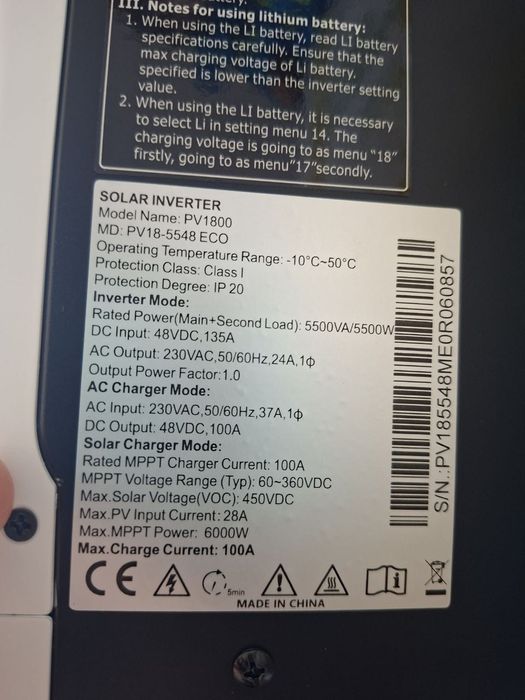 III. Notes for using lithium battery:
1. When using the LI battery, read LI battery
specifications carefully. Ensure that the
max charging voltage of Li battery,
specified is lower than the inverter setting
value.
2. When using the LI battery, it is necessary
to select Li in setting menu 14. The
charging voltage is going to as menu "18"
firstly, going to as menu"17"secondly.
SOLAR INVERTER
Model Name: PV1800
MD: PV18-5548 ECO
Operating Temperature Range: -10°C~50°C
Protection Class: Class I
Protection Degree: IP 20
Inverter Mode:
Rated Power(Main+Second Load): 5500VA/5500W
DC Input: 48VDC,135A
AC Output: 230VAC,50/60Hz,24A,1ϕ
Output Power Factor:1.0
AC Charger Mode:
AC Input: 230VAC,50/60Hz,37A,1ϕ
DC Output: 48VDC,100A
Solar Charger Mode:
Rated MPPT Charger Current: 100A
MPPT Voltage Range (Typ): 60~360VDC
Max.Solar Voltage(VOC): 450VDC
Max.PV Input Current: 28A
Max.MPPT Power: 6000W
Max.Charge Current: 100A
CE
5min
MADE IN CHINA
S/N.:PV185548ME0R060857